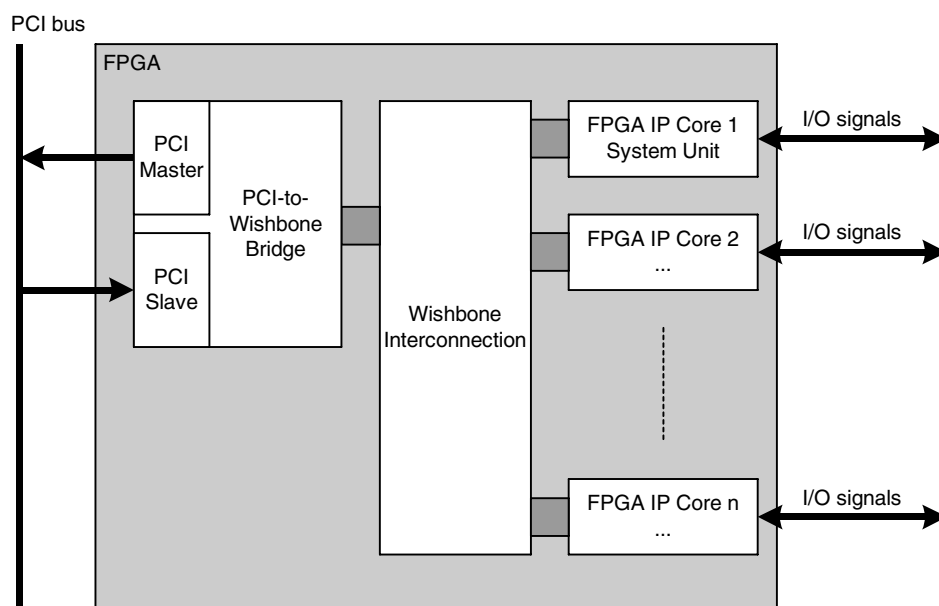 PCI bus
FPGA
PCI
Master
PCI-to-
Wishbone
Bridge
PCI
Slave
Wishbone
Interconnection
FPGA IP Core 1
System Unit
I/O signals
FPGA IP Core 2
...
I/O signals
FPGA IP Core n
...
I/O signals